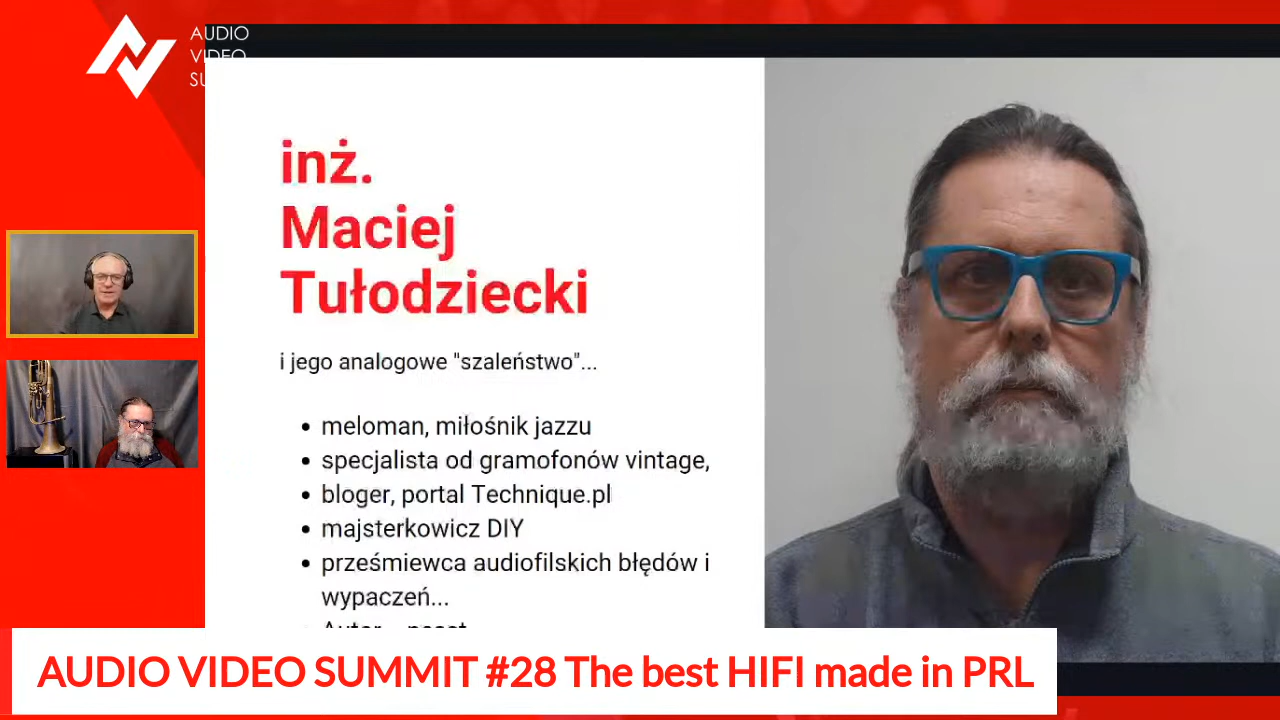 AUDIO
VIDEO
inż.
Maciej
Tułodziecki
i jego analogowe "szaleństwo"...
• meloman, miłośnik jazzu
• specjalista od gramofonów vintage,
• bloger, portal Technique.pl
• majsterkowicz DIY
• prześmiewca audiofilskich błędów i
wypaczeń...
AUDIO VIDEO SUMMIT #28 The best HIFI made in PRL